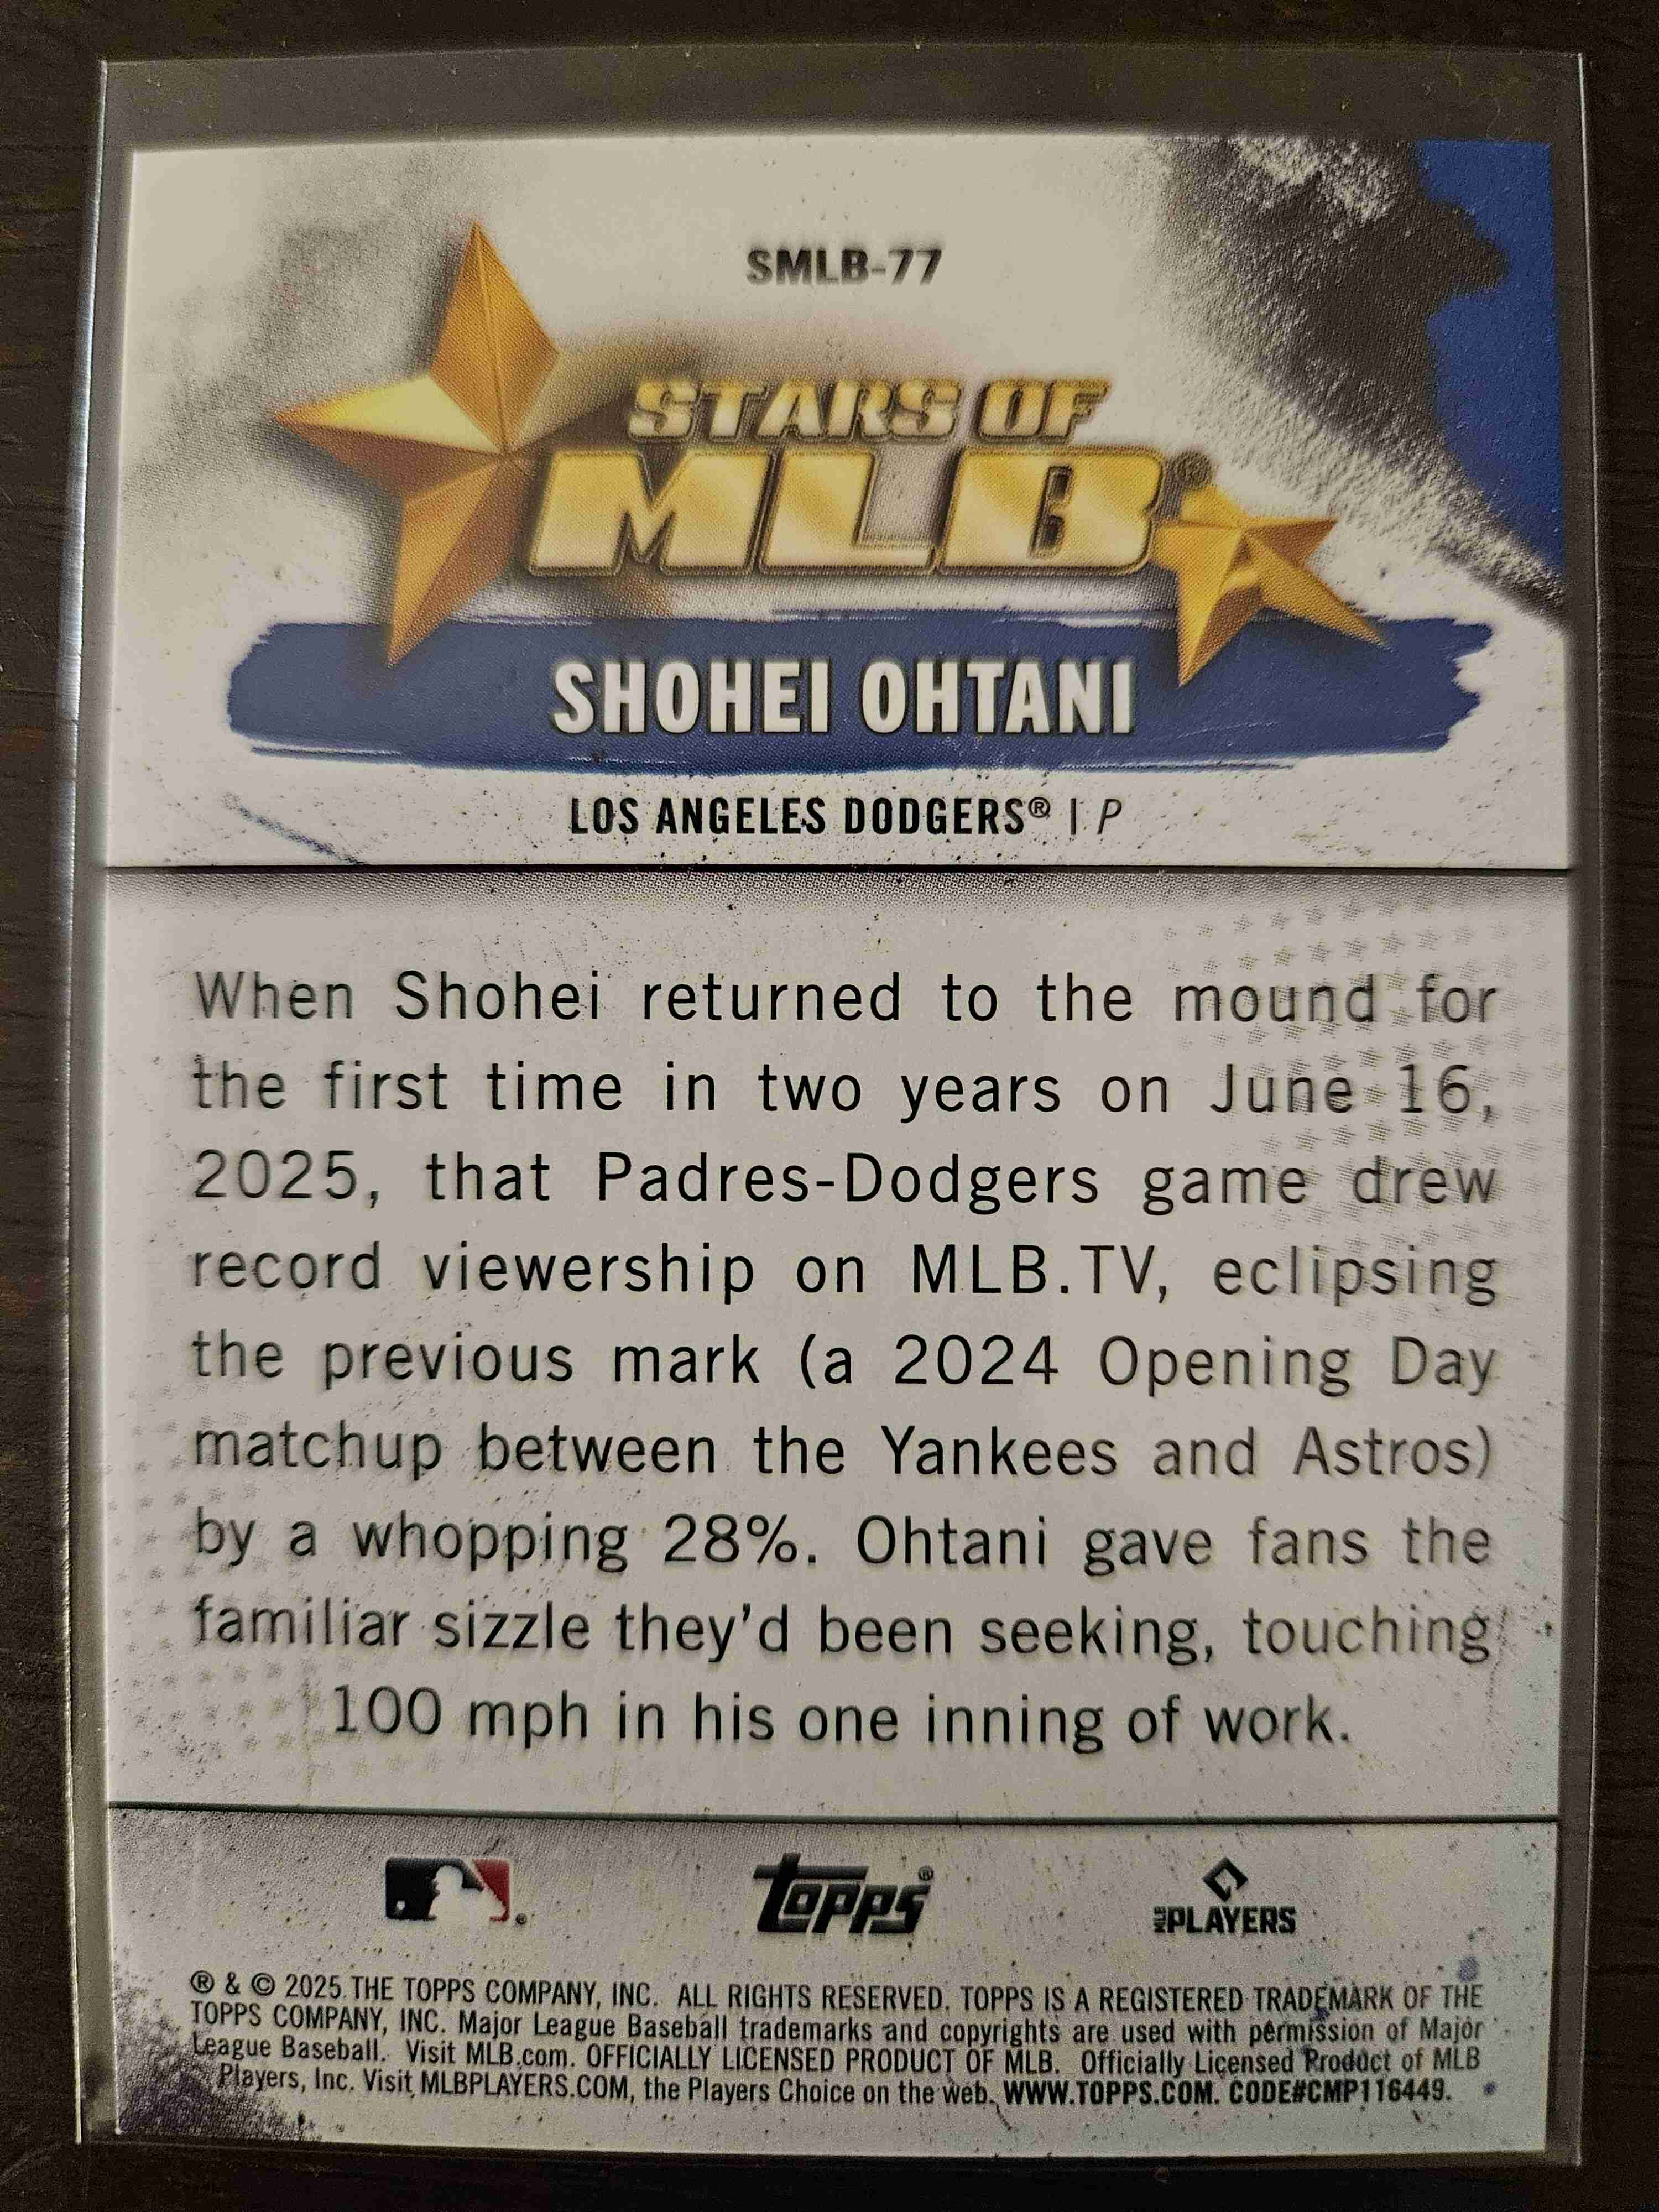 SMLB-77
STARS OF
MLB®
SHOHEI OHTANI
LOS ANGELES DODGERS® | P
When Shohei returned to the mound for
the first time in two years on June 16,
2025, that Padres-Dodgers game drew
record viewership on MLB.TV, eclipsing
the previous mark (a 2024 Opening Day
matchup between the Yankees and Astros)
by a whopping 28%. Ohtani gave fans the
familiar sizzle they'd been seeking, touching
100 mph in his one inning of work.
topps®
MLB PLAYERS
® & © 2025 THE TOPPS COMPANY, INC. ALL RIGHTS RESERVED. TOPPS IS A REGISTERED TRADEMARK OF THE
TOPPS COMPANY, INC. Major League Baseball trademarks and copyrights are used with permission of Major
League Baseball. Visit MLB.com. OFFICIALLY LICENSED PRODUCT OF MLB. Officially Licensed Product of MLB
Players, Inc. Visit MLBPLAYERS.COM, the Players Choice on the web. WWW.TOPPS.COM. CODE#CMP116449.